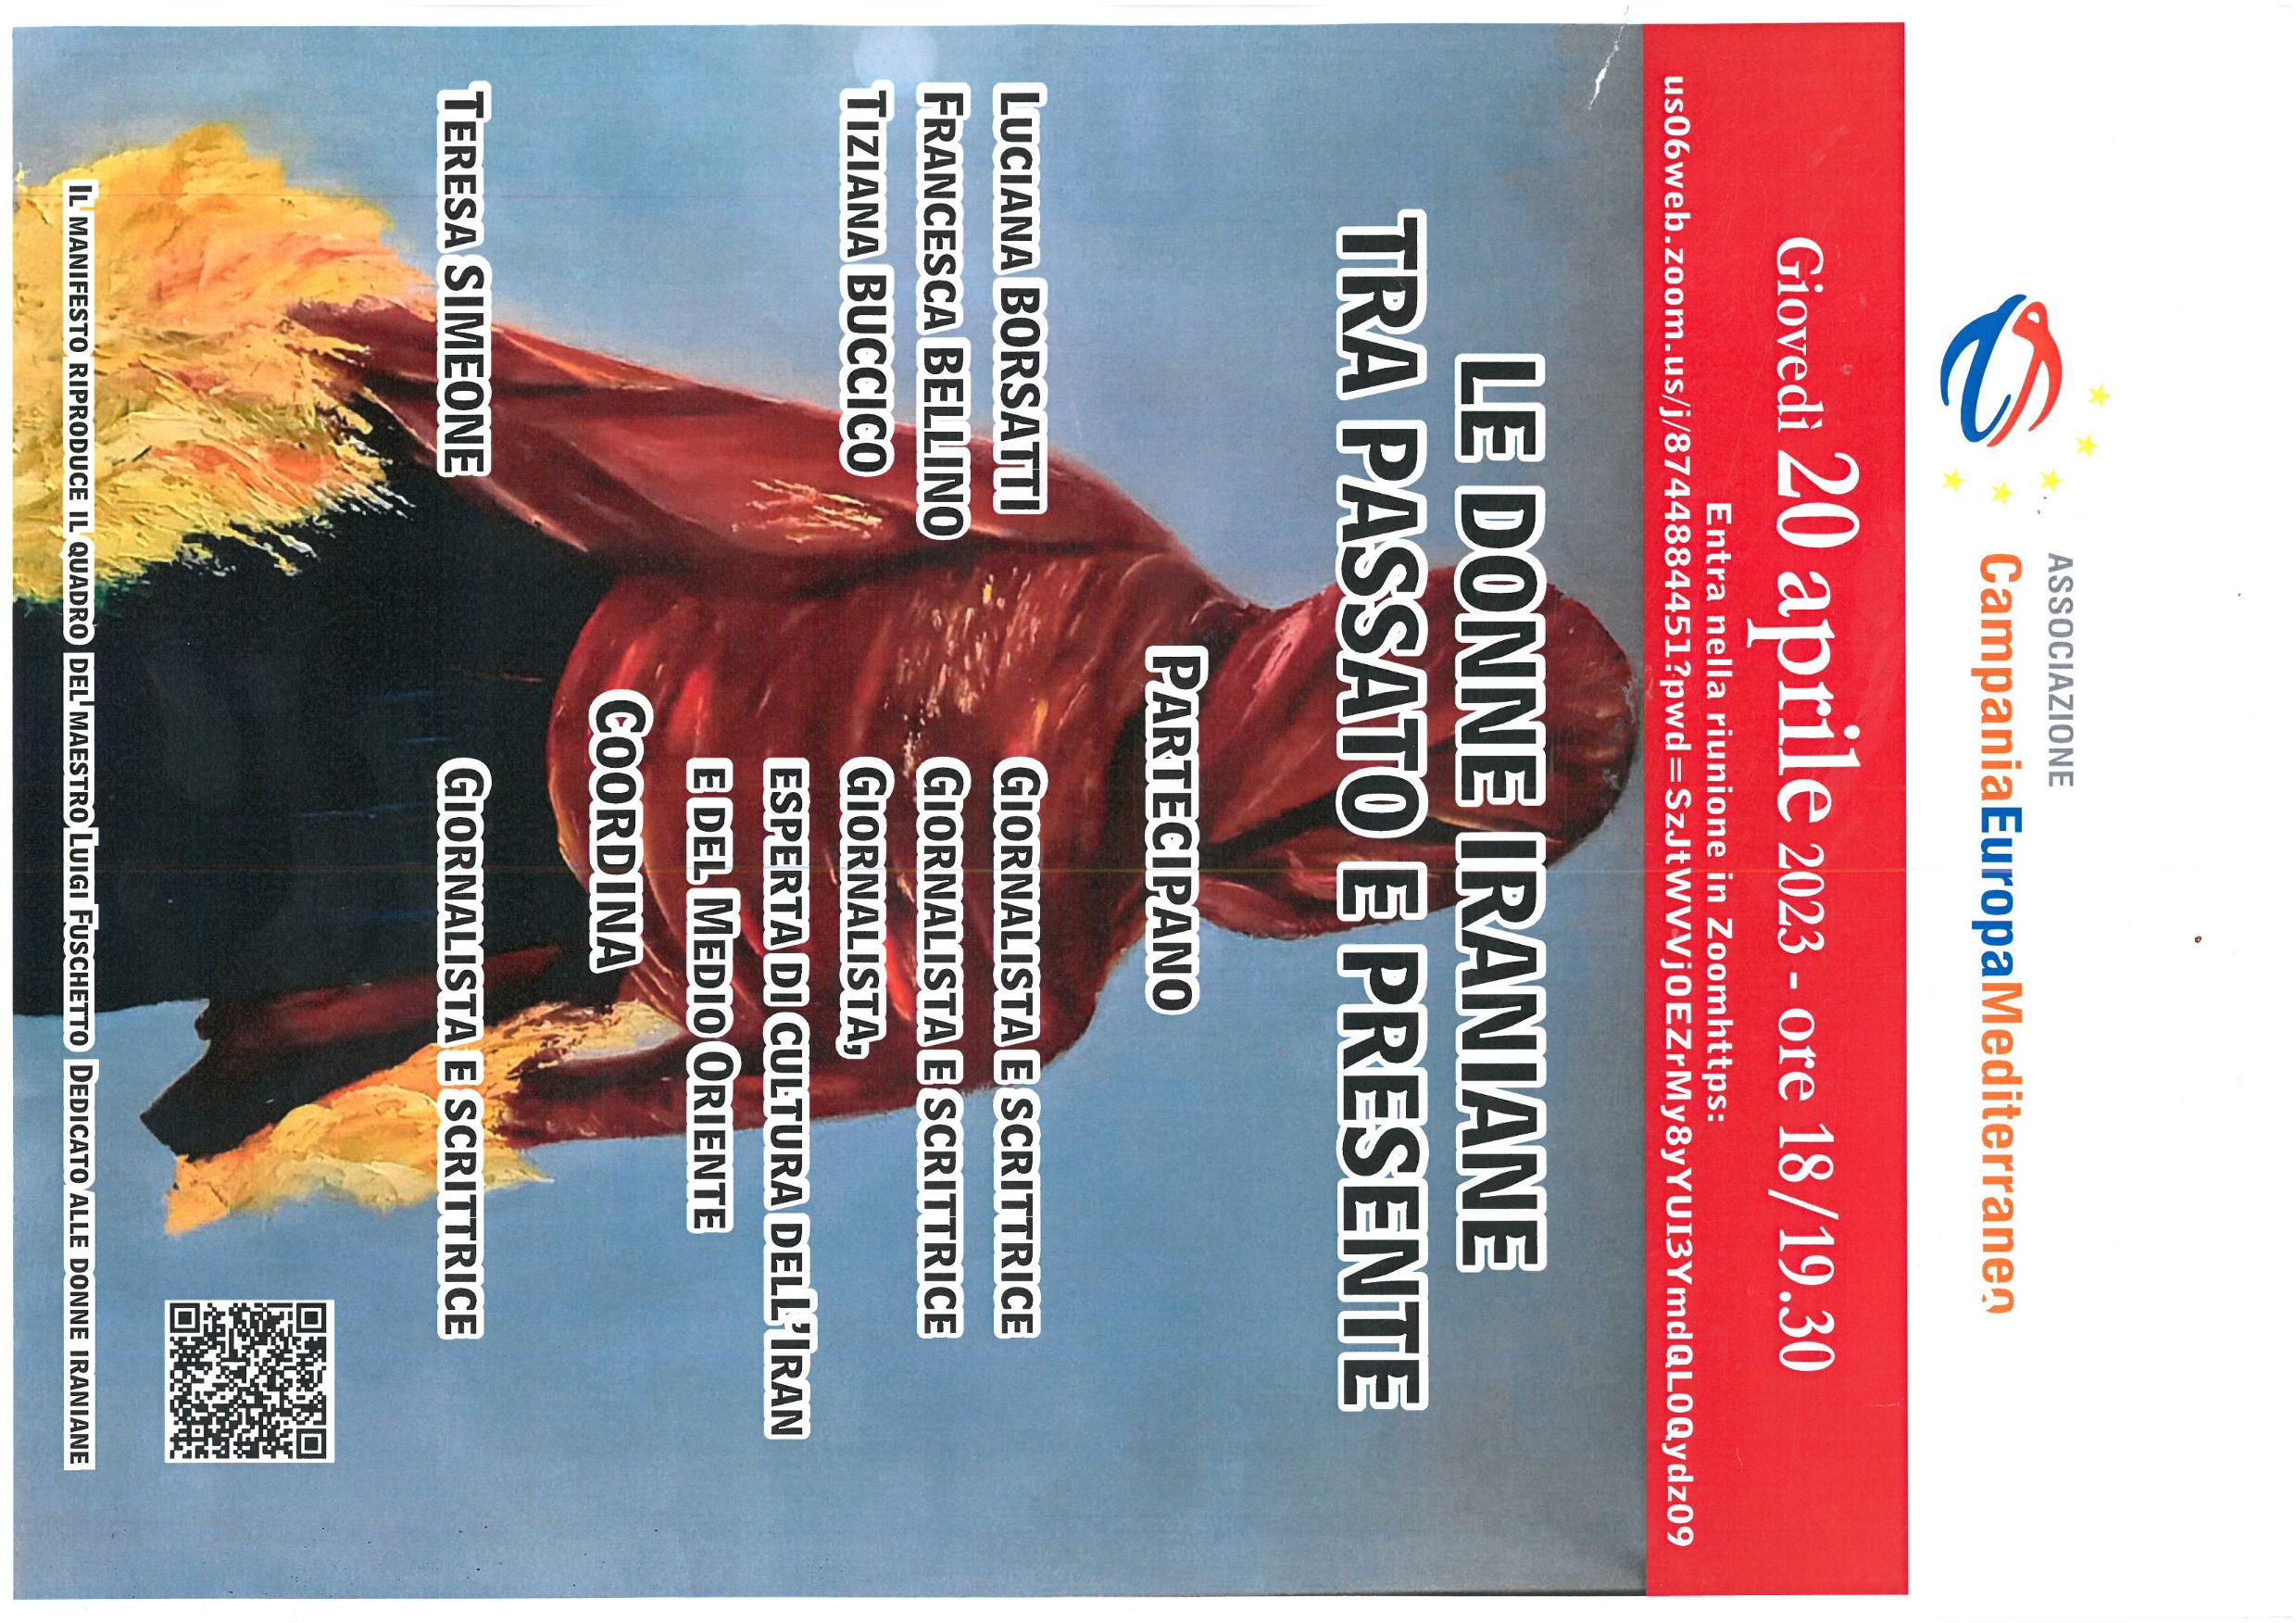 ASSOCIAZIONE
CampaniaEuropaMediterraneo
Giovedì 20 aprile 2023 - ore 18/19.30
Entra nella riunione in Zoomhttps:
us06web.zoom.us/j/8744884451?pwd=SzJtWVVjOEZrMy8yYUI3YmdQL0Qydz09
LE DONNE IRANIANE
TRA PASSATO E PRESENTE
PARTECIPANO
LUCIANA BORSATTI GIORNALISTA E SCRITTRICE
FRANCESCA BELLINO GIORNALISTA E SCRITTRICE
TIZIANA BUCCICO GIORNALISTA,
ESPERTA DI CULTURA DELL'IRAN
E DEL MEDIO ORIENTE
COORDINA
TERESA SIMEONE GIORNALISTA E SCRITTRICE
IL MANIFESTO RIPRODUCE IL QUADRO DEL MAESTRO LUIGI FUSCHETTO DEDICATO ALLE DONNE IRANIANE